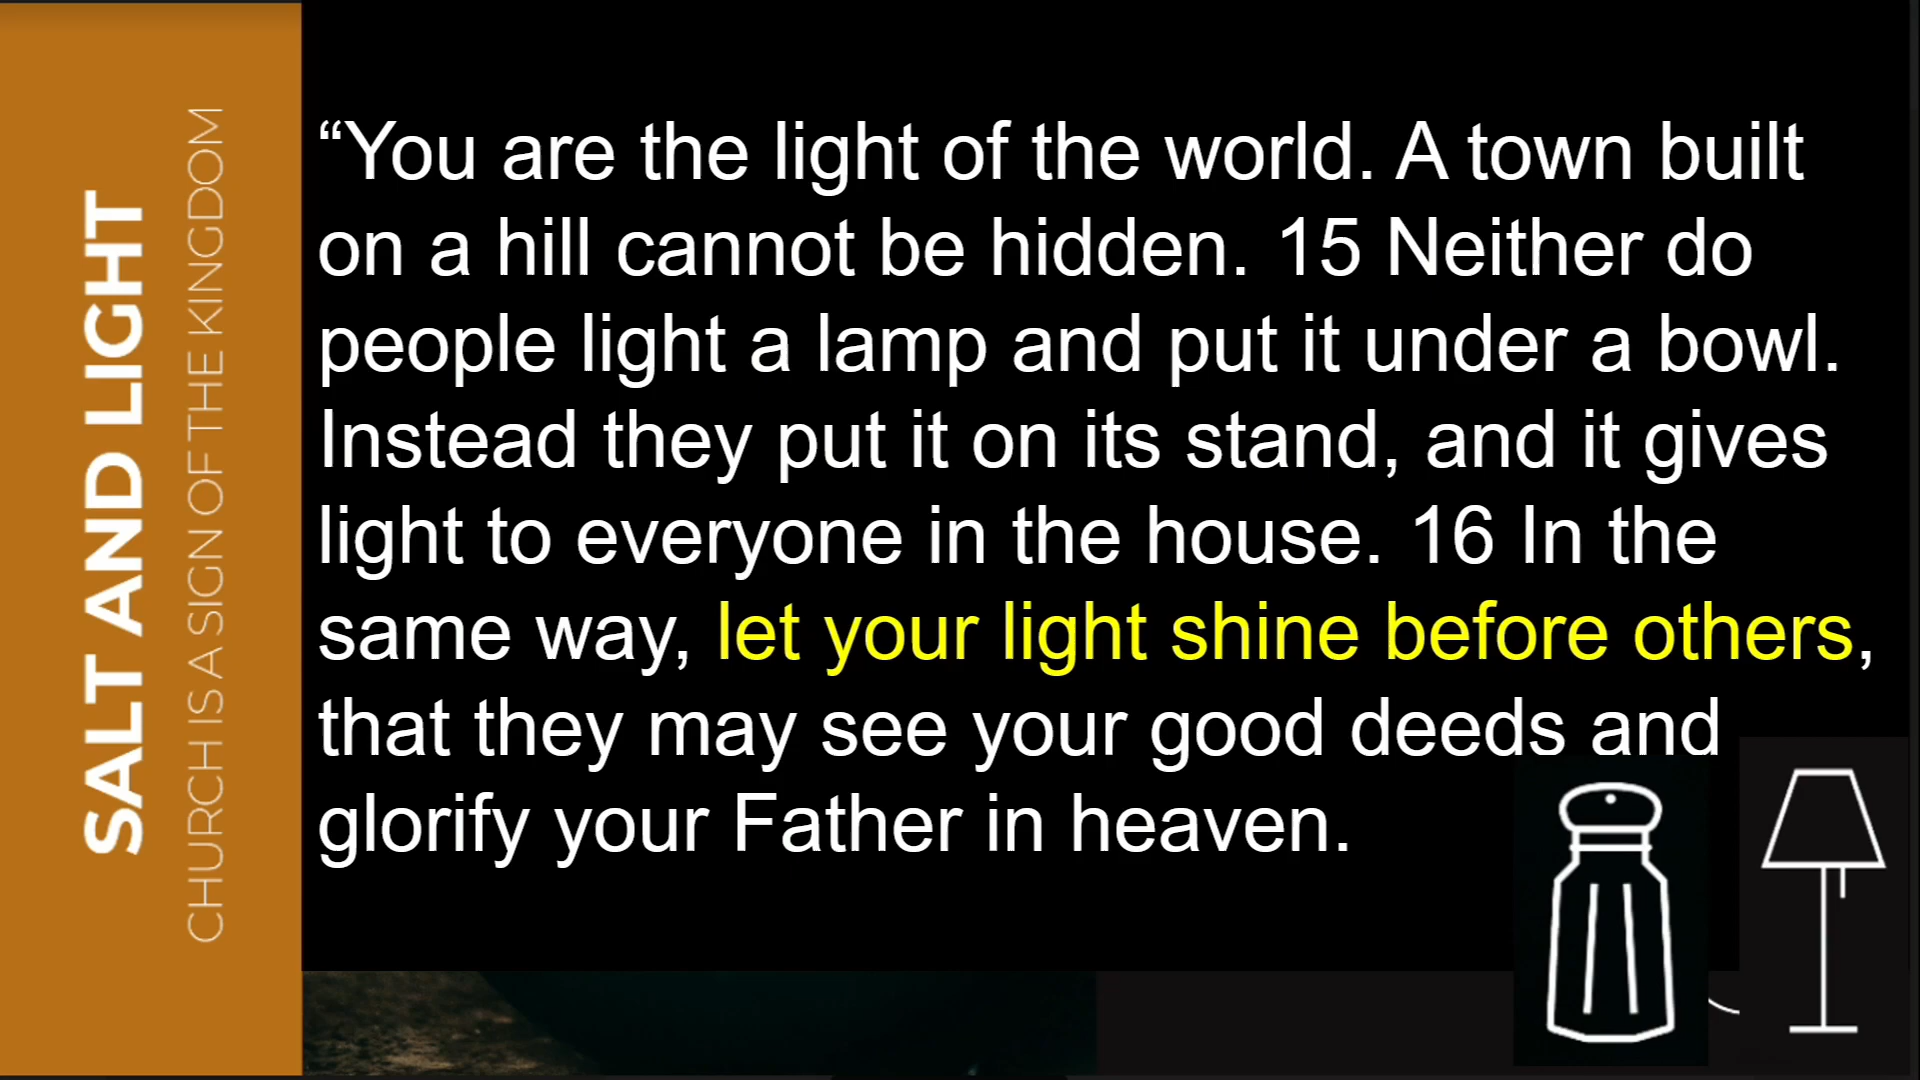 SALT AND LIGHT
CHURCH IS A SIGN OF THE KINGDOM
“You are the light of the world. A town built
on a hill cannot be hidden. 15 Neither do
people light a lamp and put it under a bowl.
Instead they put it on its stand, and it gives
light to everyone in the house. 16 In the
same way, let your light shine before others,
that they may see your good deeds and
glorify your Father in heaven.